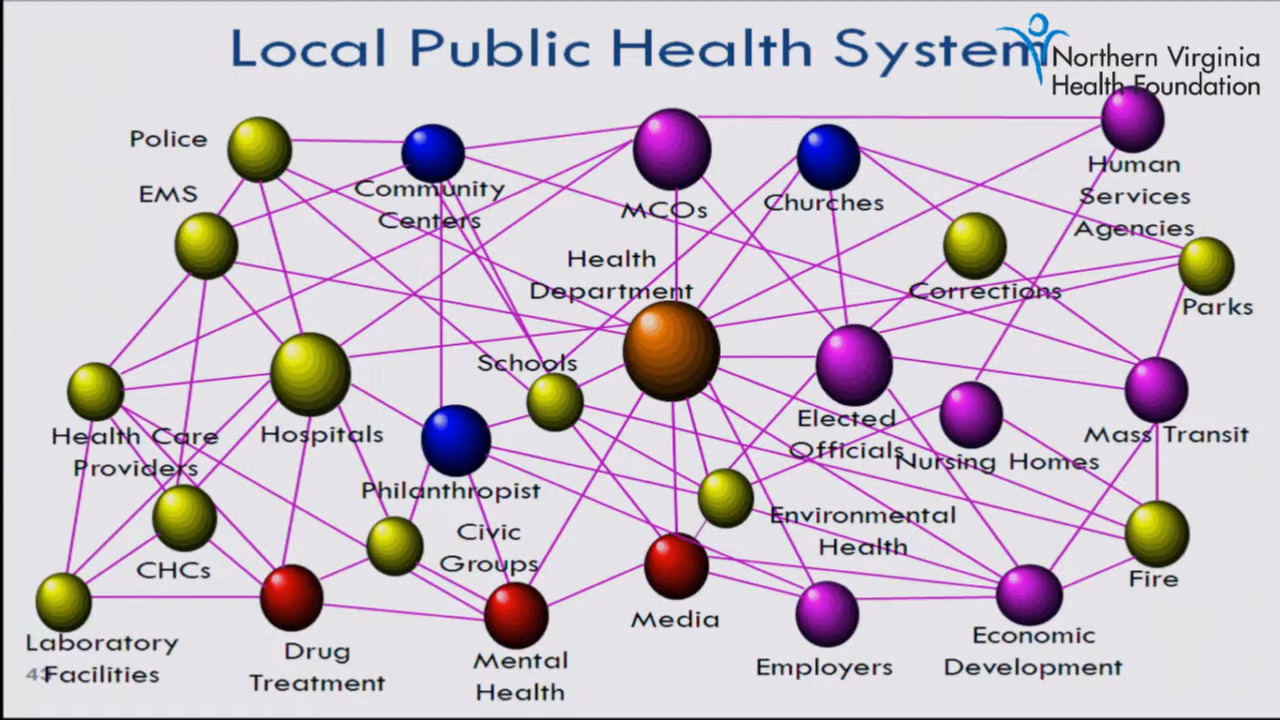 Local Public Health System
Northern Virginia
Health Foundation
Police
EMS
Community
Centers
MCOs
Churches
Human
Services
Agencies
Health
Department
Corrections
Parks
Schools
Health Care
Providers
Hospitals
Philanthropist
Elected
Officials
Nursing Homes
Mass Transit
CHCs
Civic
Groups
Environmental
Health
Fire
Laboratory
Facilities
Drug
Treatment
Mental
Health
Media
Employers
Economic
Development